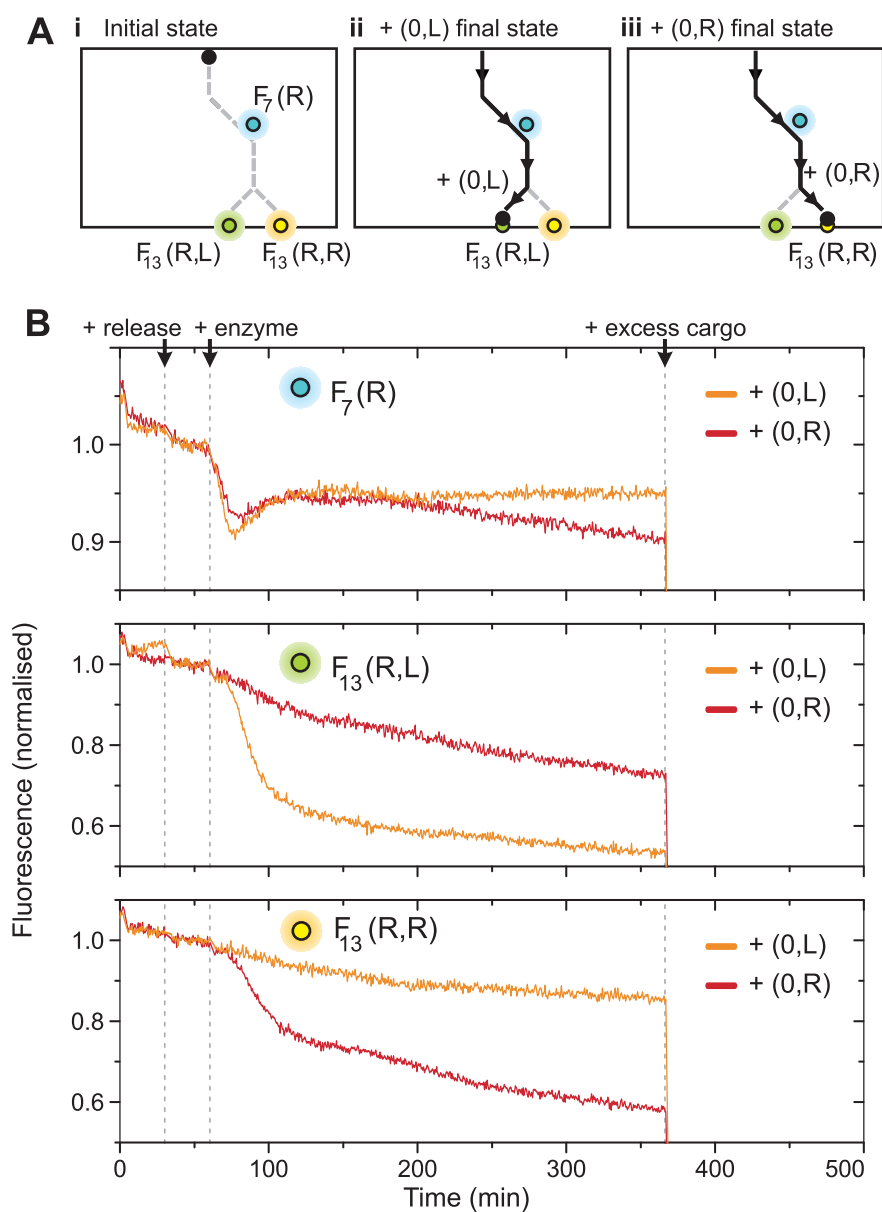 A i Initial state ii + (0,L) final state iii + (0,R) final state
F7(R)
+ (0,L)
+ (0,R)
F13(R,L) F13(R,R) F13(R,L) F13(R,R)
B + release + enzyme + excess cargo
F7(R)
+ (0,L)
+ (0,R)
1.0
0.9
F13(R,L)
+ (0,L)
+ (0,R)
1.0
0.8
0.6
F13(R,R)
+ (0,L)
+ (0,R)
1.0
0.8
0.6
Fluorescence (normalised)
0 100 200 300 400 500
Time (min)